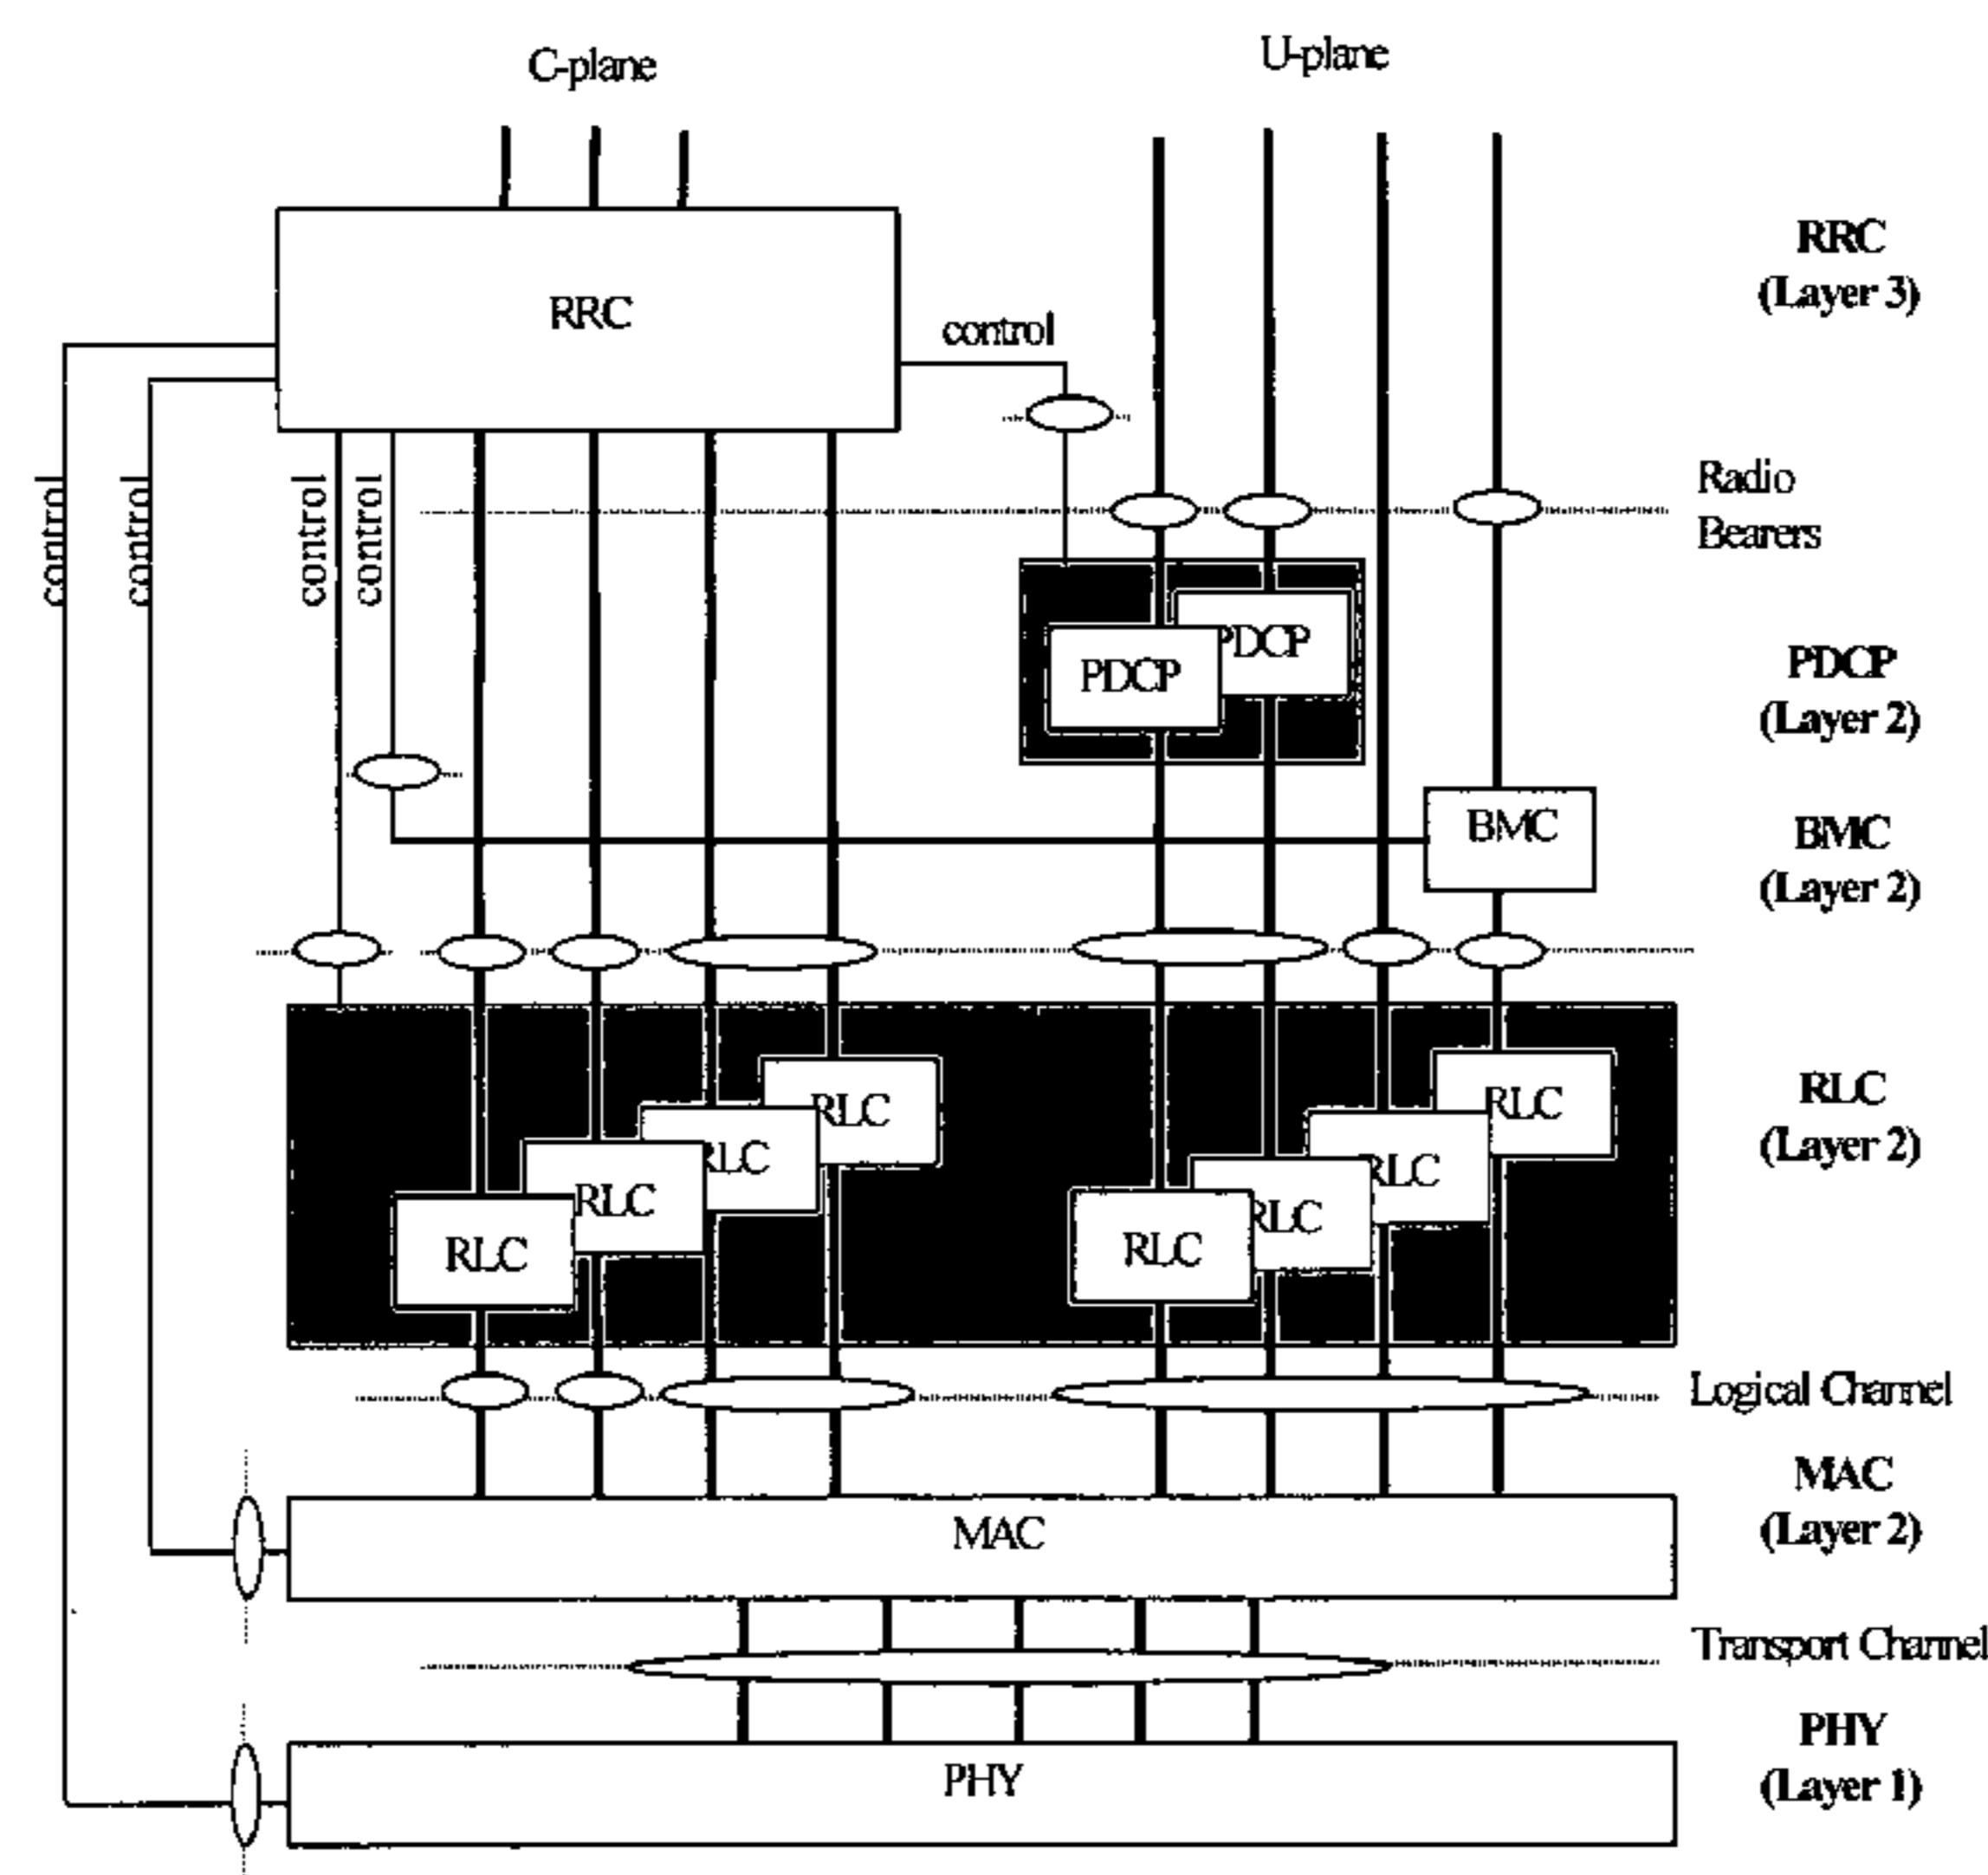 C-plane
U-plane
RRC
(Layer 3)
RRC
control
control
control
control
control
Radio
Bearers
PDCP
PDCP
PDCP
(Layer 2)
BMC
BMC
(Layer 2)
RLC
RLC
RLC
RLC
RLC
RLC
RLC
RLC
RLC
(Layer 2)
Logical Channel
MAC
MAC
(Layer 2)
Transport Channel
PHY
PHY
(Layer 1)